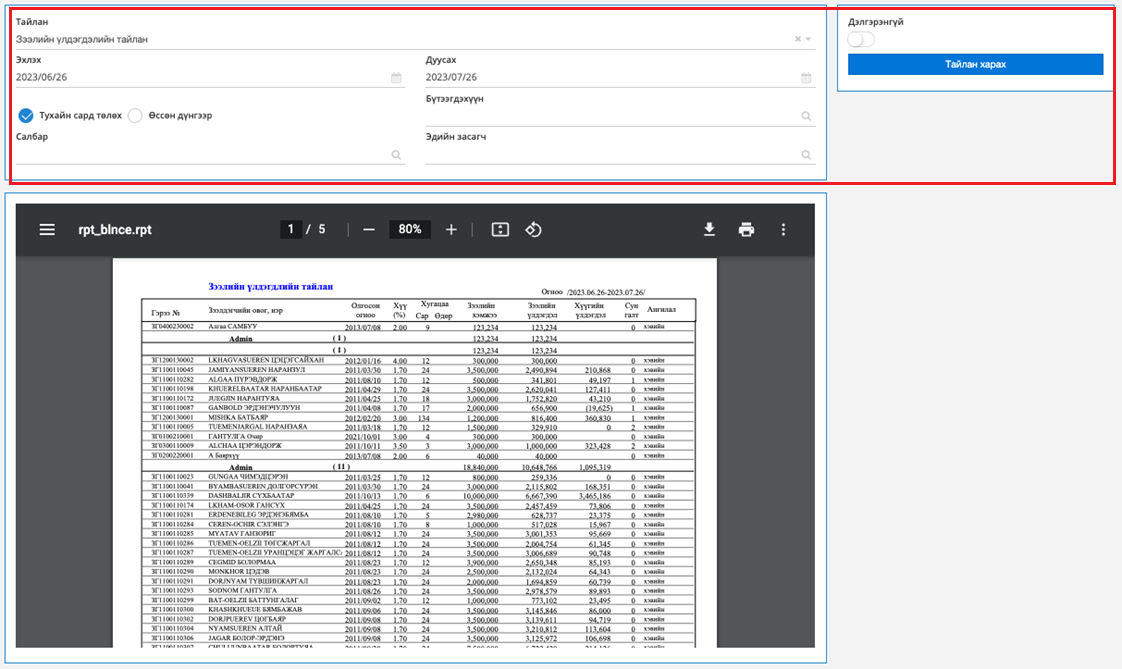 Тайлан
Зээлийн үлдэгдэлийн тайлан
Эхлэх Дуусах
2023/06/26 2023/07/26
Бүтээгдэхүүн
Тухайн сард төлөх Өссөн дүнгээр
Салбар Эдийн засагч
Дэлгэрэнгүй
Тайлан харах
rpt_blnce.rpt 1 / 5 80%
Зээлийн үлдэгдлийн тайлан
Огноо /2023.06.26-2023.07.26/
Гэрээ № Зээлдэгчийн овог, нэр Олгосон огноо Хүү (%) Хугацаа Сар Өдөр Зээлийн хэмжээ Зээлийн үлдэгдэл Хүүгийн үлдэгдэл Сун галт Ангилал
ЗГ0400230002 Алгаа САМБУУ 2013/07/08 2.00 9 123,234 123,234 0 хэвийн
Admin ( 1 ) 123,234 123,234
( 1 ) 123,234 123,234
ЗГ1200130002 LKHAGVASUEREN ЦЭЦЭГСАЙХАН 2012/01/16 4.00 12 300,000 300,000 0 хэвийн
ЗГ1100110045 JAMIYANSUEREN НАРАНЗУЛ 2011/03/30 1.70 24 3,500,000 2,490,894 210,868 0 хэвийн
ЗГ1100110282 ALGAA ПҮРЭВДОРЖ 2011/08/10 1.70 12 500,000 341,801 49,197 1 хэвийн
ЗГ1100110198 KHUERELBAATAR НАРАНБААТАР 2011/04/29 1.70 24 3,500,000 2,620,041 127,411 0 хэвийн
ЗГ1100110172 JUEGJIN НАРАНТУЯА 2011/04/25 1.70 18 3,000,000 1,752,820 43,210 0 хэвийн
ЗГ1100110087 GANBOLD ЭРДЭНЭЧУЛУУН 2011/04/08 1.70 17 2,000,000 656,900 (19,625) 1 хэвийн
ЗГ1200130001 MISHKA БАТБАЯР 2012/02/20 3.00 134 1,200,000 816,400 360,830 1 хэвийн
ЗГ1100110005 TUEMENJARGAL НАРАНЗАЯА 2011/03/18 1.70 12 1,500,000 329,910 0 2 хэвийн
ЗГ0100210001 ГАНТУЛГА Очир 2021/10/01 3.00 4 300,000 300,000 0 хэвийн
ЗГ0300110009 ALCHAA ЦЭРЭНДОРЖ 2011/10/11 3.50 3 3,000,000 1,000,000 323,428 2 хэвийн
ЗГ0200220001 А Баярхүү 2013/07/08 2.00 6 40,000 40,000 0 хэвийн
Admin ( 11 ) 18,840,000 10,648,766 1,095,319
ЗГ1100110023 GUNGAA ЧИМЭДЦЭРЭН 2011/03/25 1.70 12 800,000 259,336 0 0 хэвийн
ЗГ1100110041 BYAMBASUEREN ДОЛГОРСҮРЭН 2011/03/30 1.70 24 3,000,000 2,115,802 168,351 0 хэвийн
ЗГ1100110339 DASHBALJIR СҮХБААТАР 2011/10/13 1.70 6 10,000,000 6,667,390 3,465,186 0 хэвийн
ЗГ1100110174 LKHAM-OSOR ГАНСҮХ 2011/04/25 1.70 24 3,500,000 2,457,459 73,806 0 хэвийн
ЗГ1100110281 ERDENEBILEG ЭРДЭНЭБЯМБА 2011/08/10 1.70 5 2,980,000 628,737 23,375 0 хэвийн
ЗГ1100110284 CEREN-OCHIR СЭЛЭНГЭ 2011/08/10 1.70 8 1,000,000 517,028 15,967 0 хэвийн
ЗГ1100110285 MYATAV ГАНЗОРИГ 2011/08/12 1.70 24 3,500,000 3,001,353 95,669 0 хэвийн
ЗГ1100110286 TUEMEN-OELZII ТӨГСЖАРГАЛ 2011/08/12 1.70 24 3,500,000 2,004,754 61,345 0 хэвийн
ЗГ1100110287 TUEMEN-OELZII УРАНЦЭЦЭГ ЖАРГАЛС 2011/08/12 1.70 24 3,500,000 3,006,689 90,748 0 хэвийн
ЗГ1100110289 CEGMID БОЛОРМАА 2011/08/23 1.70 12 3,900,000 2,650,348 85,193 0 хэвийн
ЗГ1100110290 MONKHOR ЦЭДЭВ 2011/08/23 1.70 24 2,500,000 2,132,024 64,343 0 хэвийн
ЗГ1100110291 DORJNYAM ТҮВШИНЖАРГАЛ 2011/08/23 1.70 24 2,000,000 1,694,859 60,739 0 хэвийн
ЗГ1100110293 SODNOM ГАНТУЛГА 2011/08/26 1.70 24 3,500,000 2,978,579 89,893 0 хэвийн
ЗГ1100110299 BAT-OELZII БАТТУНГАЛАГ 2011/09/02 1.70 12 1,000,000 773,102 23,495 0 хэвийн
ЗГ1100110300 KHASHKHUEUE БЯМБАЖАВ 2011/09/06 1.70 24 3,500,000 3,145,846 86,000 0 хэвийн
ЗГ1100110302 DORJPUEREV ЦОГБАЯР 2011/09/08 1.70 24 3,500,000 3,139,611 94,719 0 хэвийн
ЗГ1100110304 NYAMSUEREN АЛТАЙ 2011/09/08 1.70 24 3,500,000 3,210,812 113,604 0 хэвийн
ЗГ1100110306 JAGAR БОЛОР-ЭРДЭНЭ 2011/09/08 1.70 24 3,500,000 3,125,972 106,698 0 хэвийн